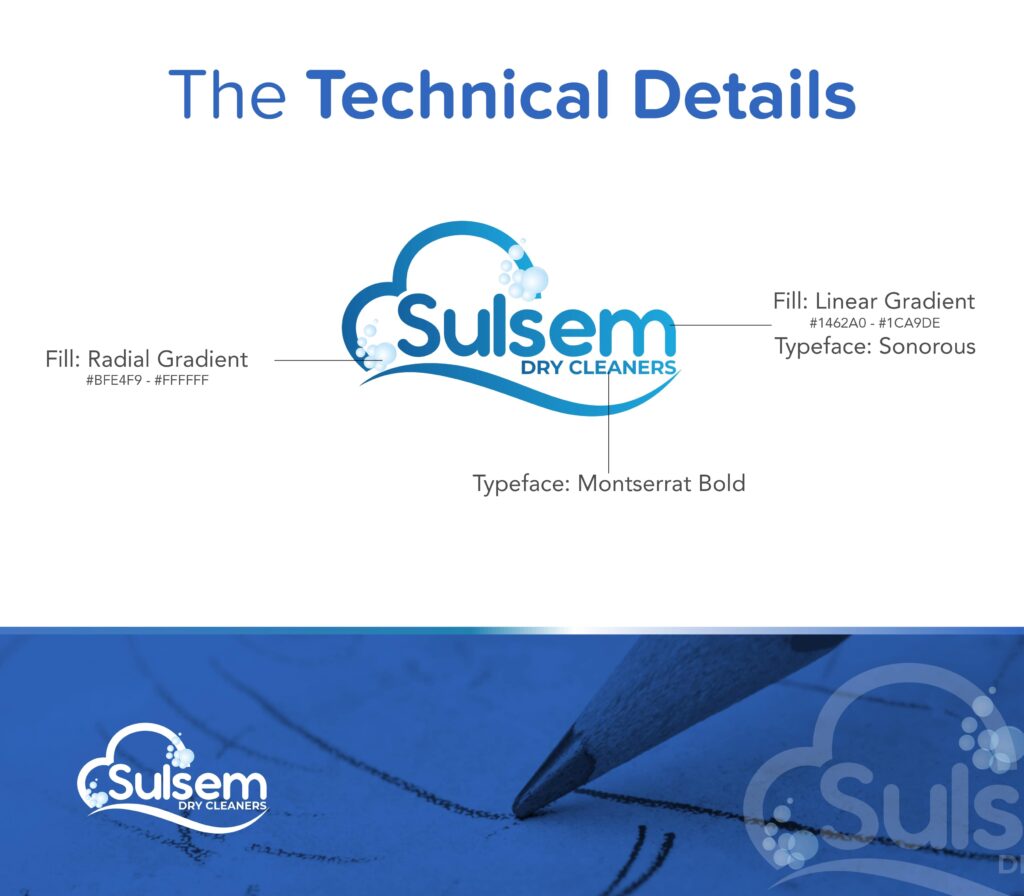 The Technical Details
Sulsem
DRY CLEANERS
Fill: Linear Gradient
#1462A0 - #1CA9DE
Typeface: Sonorous
Fill: Radial Gradient
#BFE4F9 - #FFFFFF
Typeface: Montserrat Bold
Sulsem
DRY CLEANERS
Suls
D